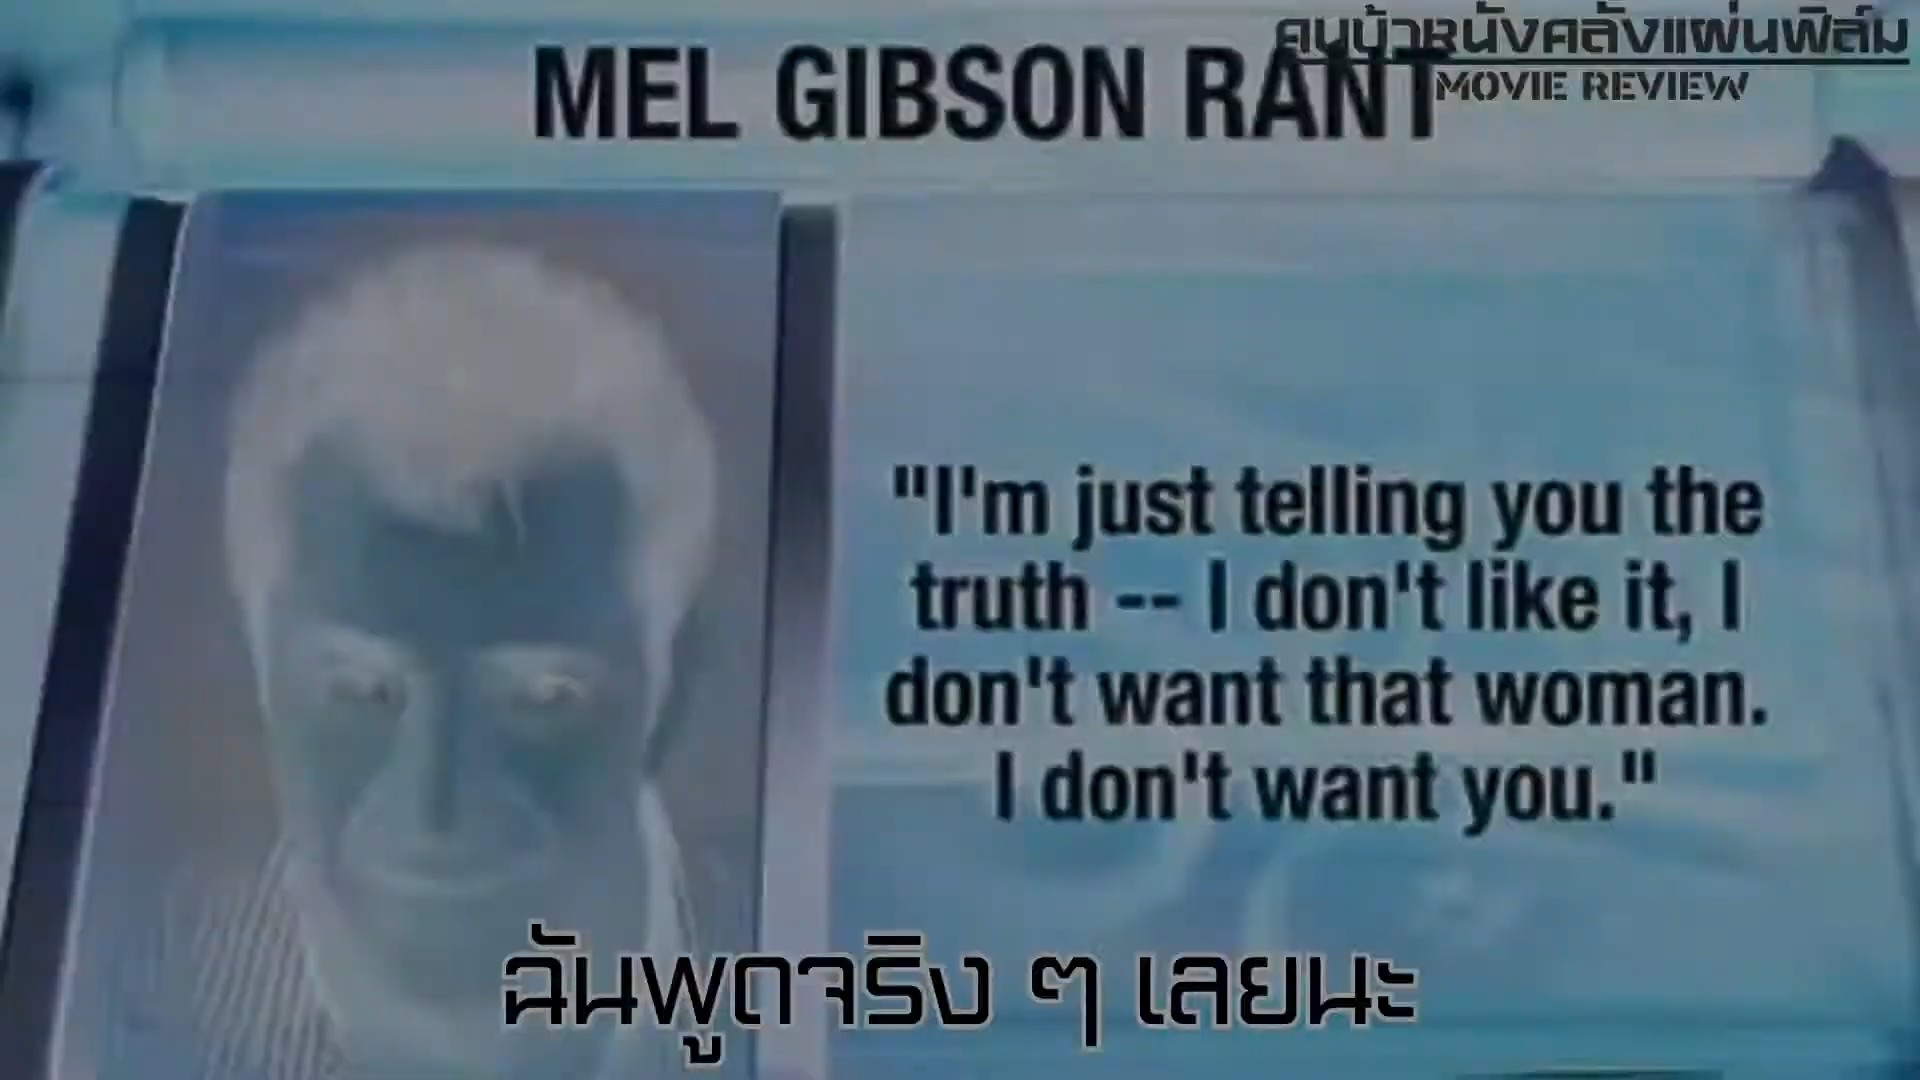 คนบ้าหนังคลังแผ่นฟิล์ม
MOVIE REVIEW
MEL GIBSON RANT
"I'm just telling you the
truth -- I don't like it, I
don't want that woman.
I don't want you."
ฉันพูดจริง ๆ เลยนะ